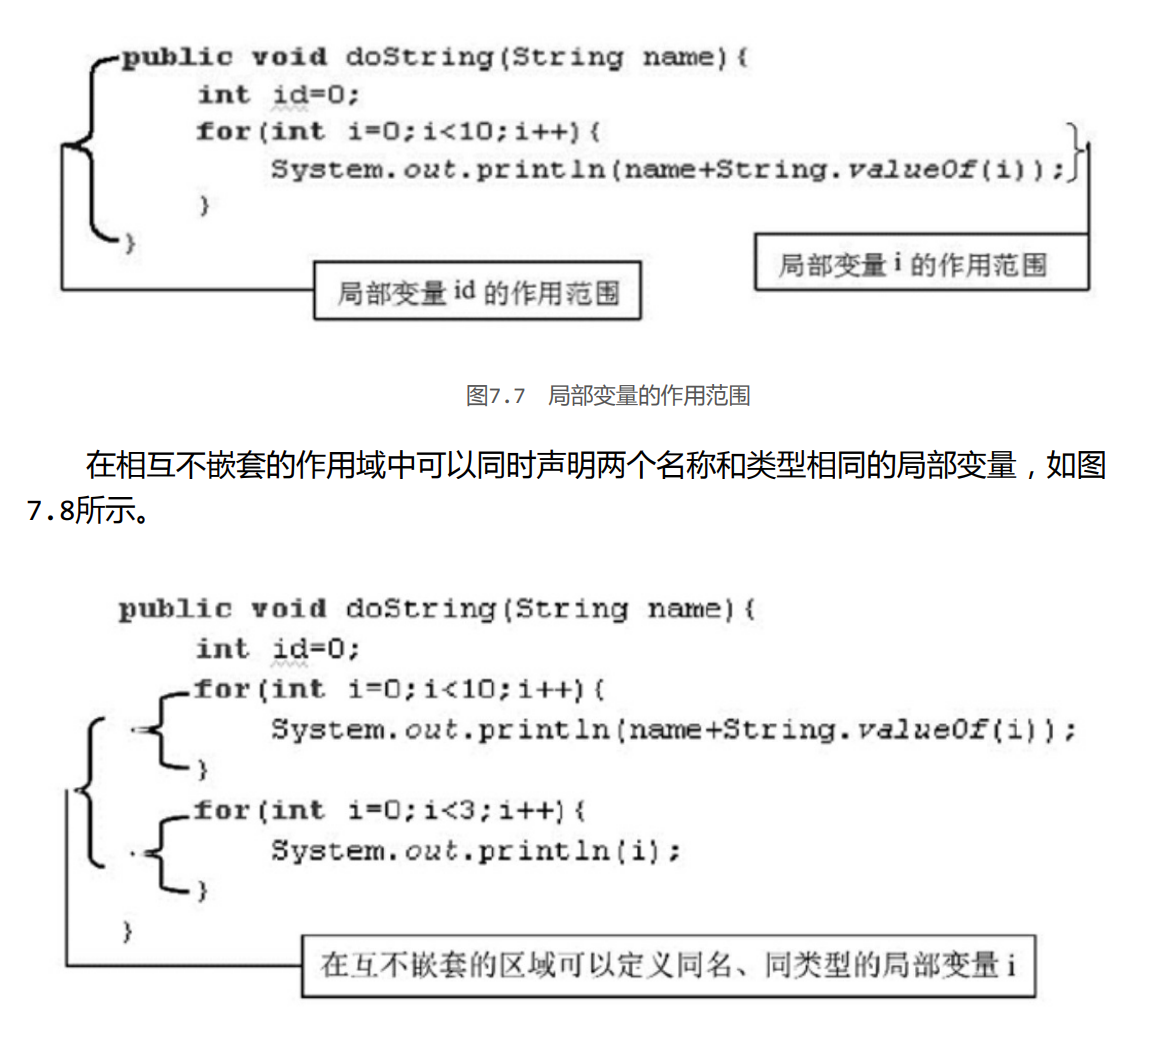 public void doString(String name){
int id=0;
for(int i=0;i<10;i++){
System.out.println(name+String.valueOf(i));
}
}
局部变量 i 的作用范围
局部变量 id 的作用范围
图7.7 局部变量的作用范围
在相互不嵌套的作用域中可以同时声明两个名称和类型相同的局部变量，如图
7.8所示。
public void doString(String name){
int id=0;
for(int i=0;i<10;i++){
System.out.println(name+String.valueOf(i));
}
for(int i=0;i<3;i++){
System.out.println(i);
}
}
在互不嵌套的区域可以定义同名、同类型的局部变量 i